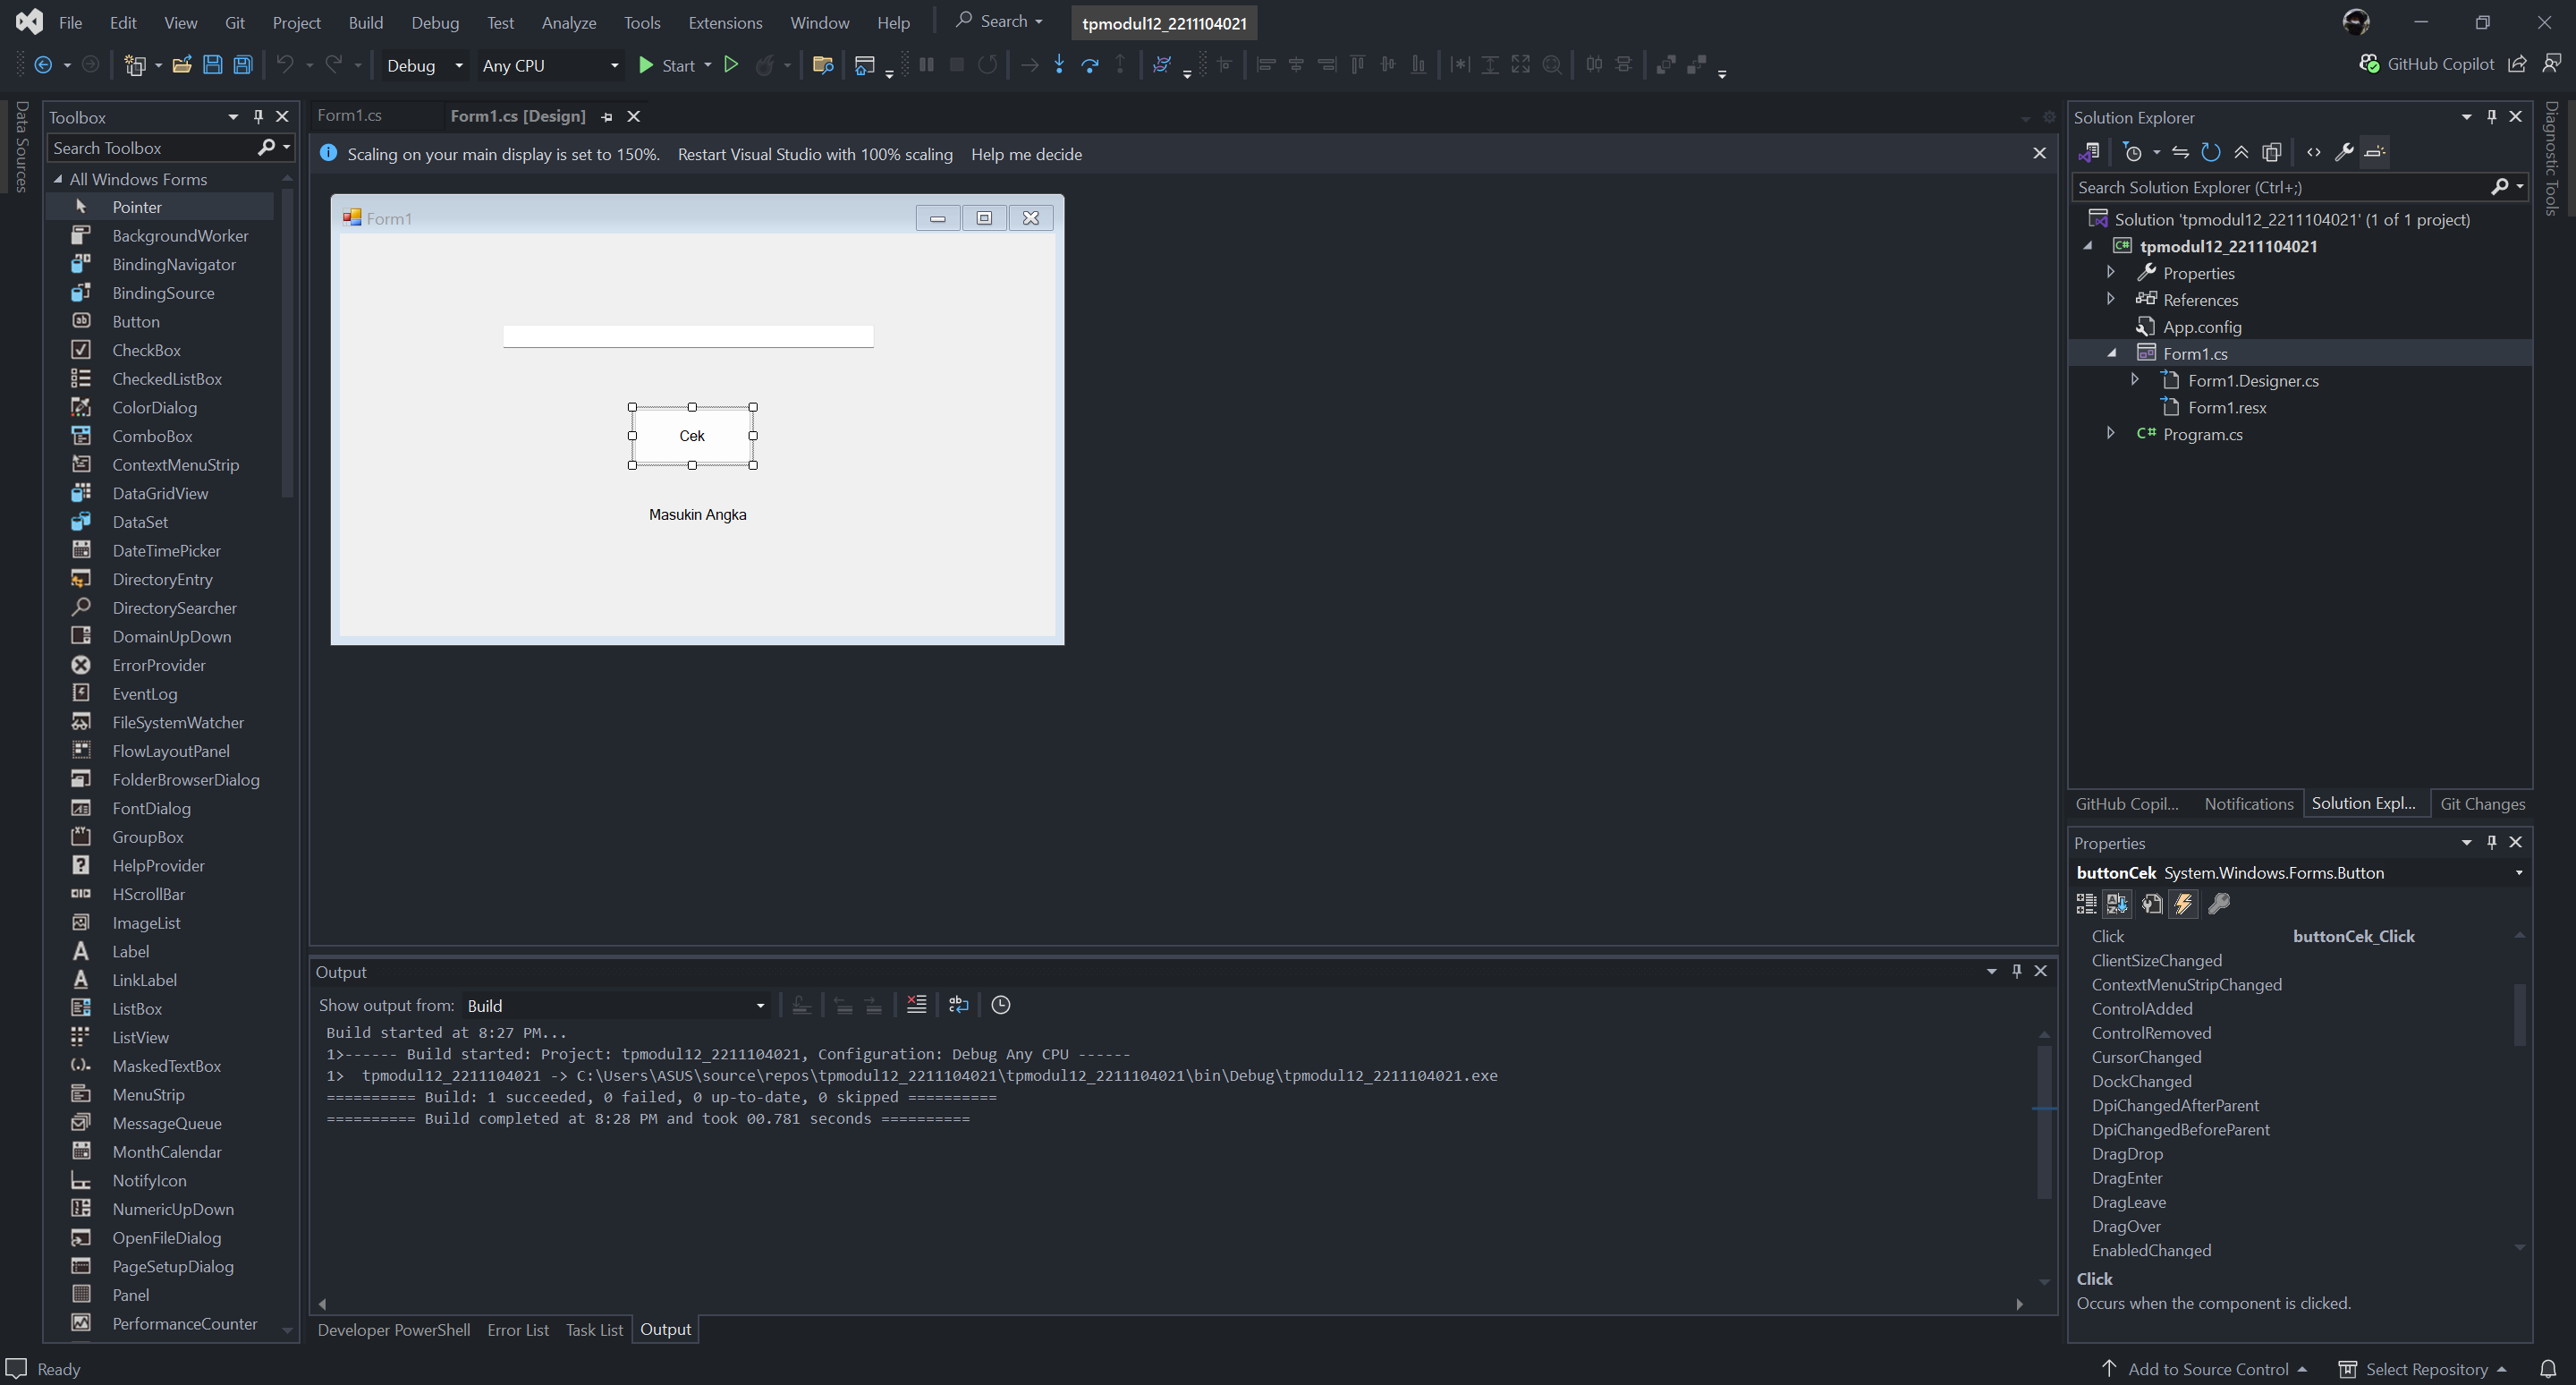 File Edit View Git Project Build Debug Test Analyze Tools Extensions Window Help Search tpmodul12_2211104021
Debug Any CPU Start GitHub Copilot
Data Sources
Toolbox
Search Toolbox
All Windows Forms
Pointer
BackgroundWorker
BindingNavigator
BindingSource
Button
CheckBox
CheckedListBox
ColorDialog
ComboBox
ContextMenuStrip
DataGridView
DataSet
DateTimePicker
DirectoryEntry
DirectorySearcher
DomainUpDown
ErrorProvider
EventLog
FileSystemWatcher
FlowLayoutPanel
FolderBrowserDialog
FontDialog
GroupBox
HelpProvider
HScrollBar
ImageList
Label
LinkLabel
ListBox
ListView
MaskedTextBox
MenuStrip
MessageQueue
MonthCalendar
NotifyIcon
NumericUpDown
OpenFileDialog
PageSetupDialog
Panel
PerformanceCounter
Form1.cs Form1.cs [Design]
Scaling on your main display is set to 150%. Restart Visual Studio with 100% scaling Help me decide
Form1
Cek
Masukin Angka
Output
Show output from: Build
Build started at 8:27 PM...
1>------ Build started: Project: tpmodul12_2211104021, Configuration: Debug Any CPU ------
1>  tpmodul12_2211104021 -> C:\Users\ASUS\source\repos\tpmodul12_2211104021\tpmodul12_2211104021\bin\Debug\tpmodul12_2211104021.exe
========== Build: 1 succeeded, 0 failed, 0 up-to-date, 0 skipped ==========
========== Build completed at 8:28 PM and took 00.781 seconds ==========
Developer PowerShell Error List Task List Output
Solution Explorer
Search Solution Explorer (Ctrl+;)
Solution 'tpmodul12_2211104021' (1 of 1 project)
tpmodul12_2211104021
Properties
References
App.config
Form1.cs
Form1.Designer.cs
Form1.resx
C# Program.cs
GitHub Copil... Notifications Solution Expl... Git Changes
Properties
buttonCek System.Windows.Forms.Button
Click buttonCek_Click
ClientSizeChanged
ContextMenuStripChanged
ControlAdded
ControlRemoved
CursorChanged
DockChanged
DpiChangedAfterParent
DpiChangedBeforeParent
DragDrop
DragEnter
DragLeave
DragOver
EnabledChanged
Click
Occurs when the component is clicked.
Diagnostic Tools
Ready Add to Source Control Select Repository